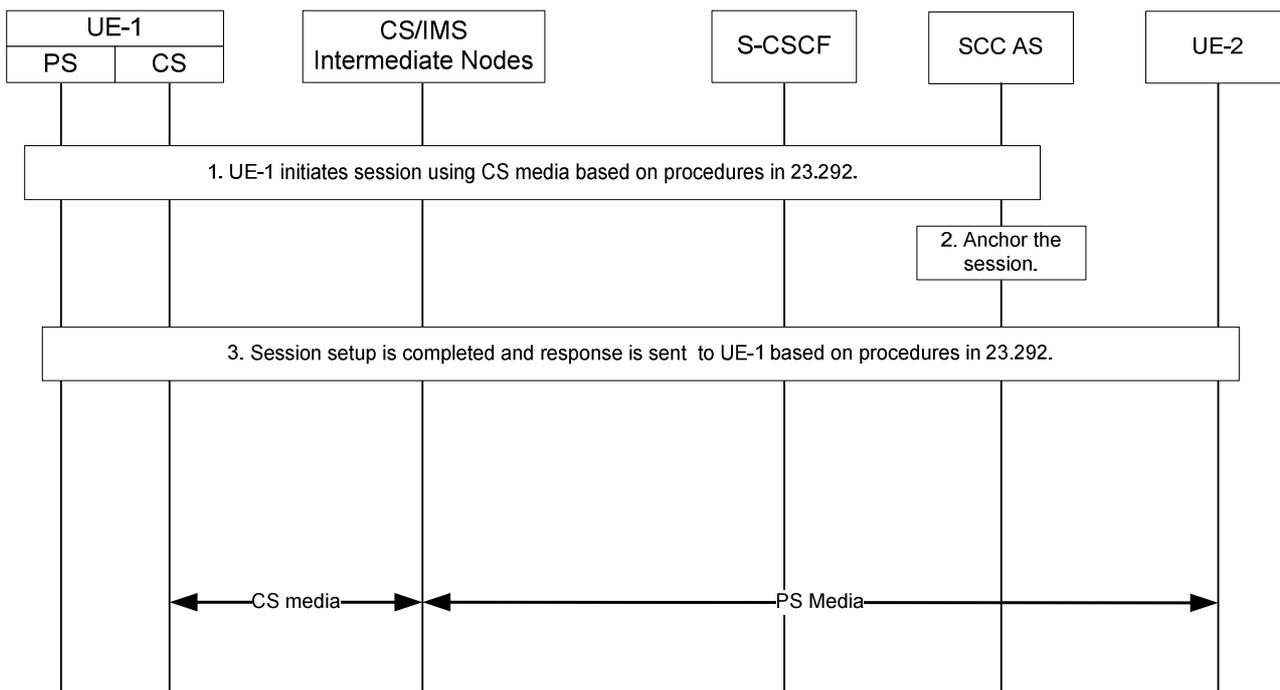 UE-1
PS
CS
CS/IMS
Intermediate Nodes
S-CSCF
SCC AS
UE-2
1. UE-1 initiates session using CS media based on procedures in 23.292.
2. Anchor the
session.
3. Session setup is completed and response is sent to UE-1 based on procedures in 23.292.
CS media
PS Media